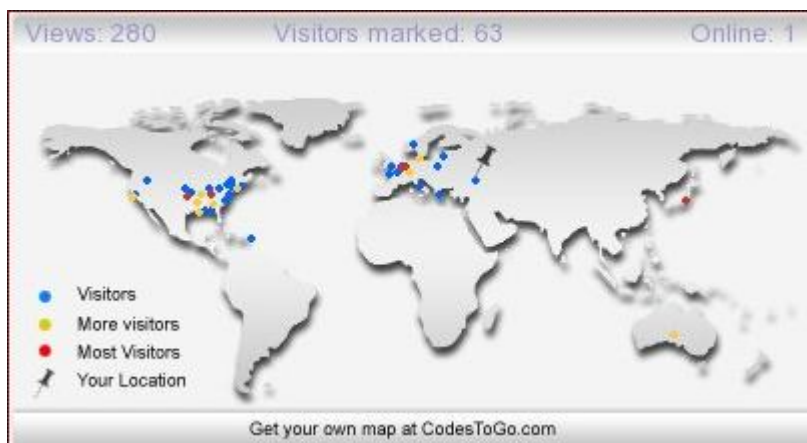 Views: 280 Visitors marked: 63 Online: 1
Visitors
More visitors
Most Visitors
Your Location
Get your own map at CodesToGo.com